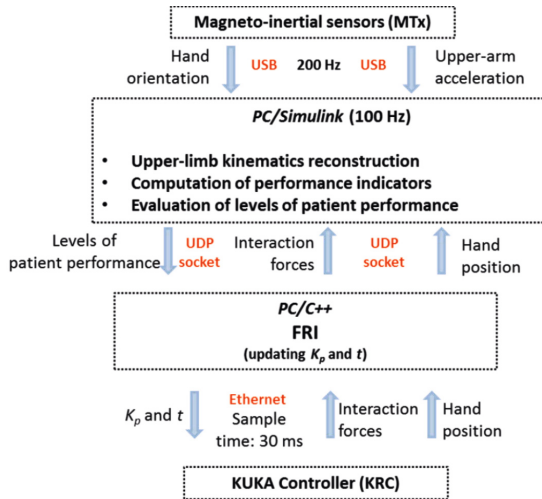 Magneto-inertial sensors (MTx)
Hand
orientation
USB 200 Hz USB
Upper-arm
acceleration
PC/Simulink (100 Hz)
• Upper-limb kinematics reconstruction
• Computation of performance indicators
• Evaluation of levels of patient performance
Levels of
patient performance
UDP
socket
Interaction
forces
UDP
socket
Hand
position
PC/C++
FRI
(updating Kp and t)
Kp and t
Ethernet
Sample
time: 30 ms
Interaction
forces
Hand
position
KUKA Controller (KRC)